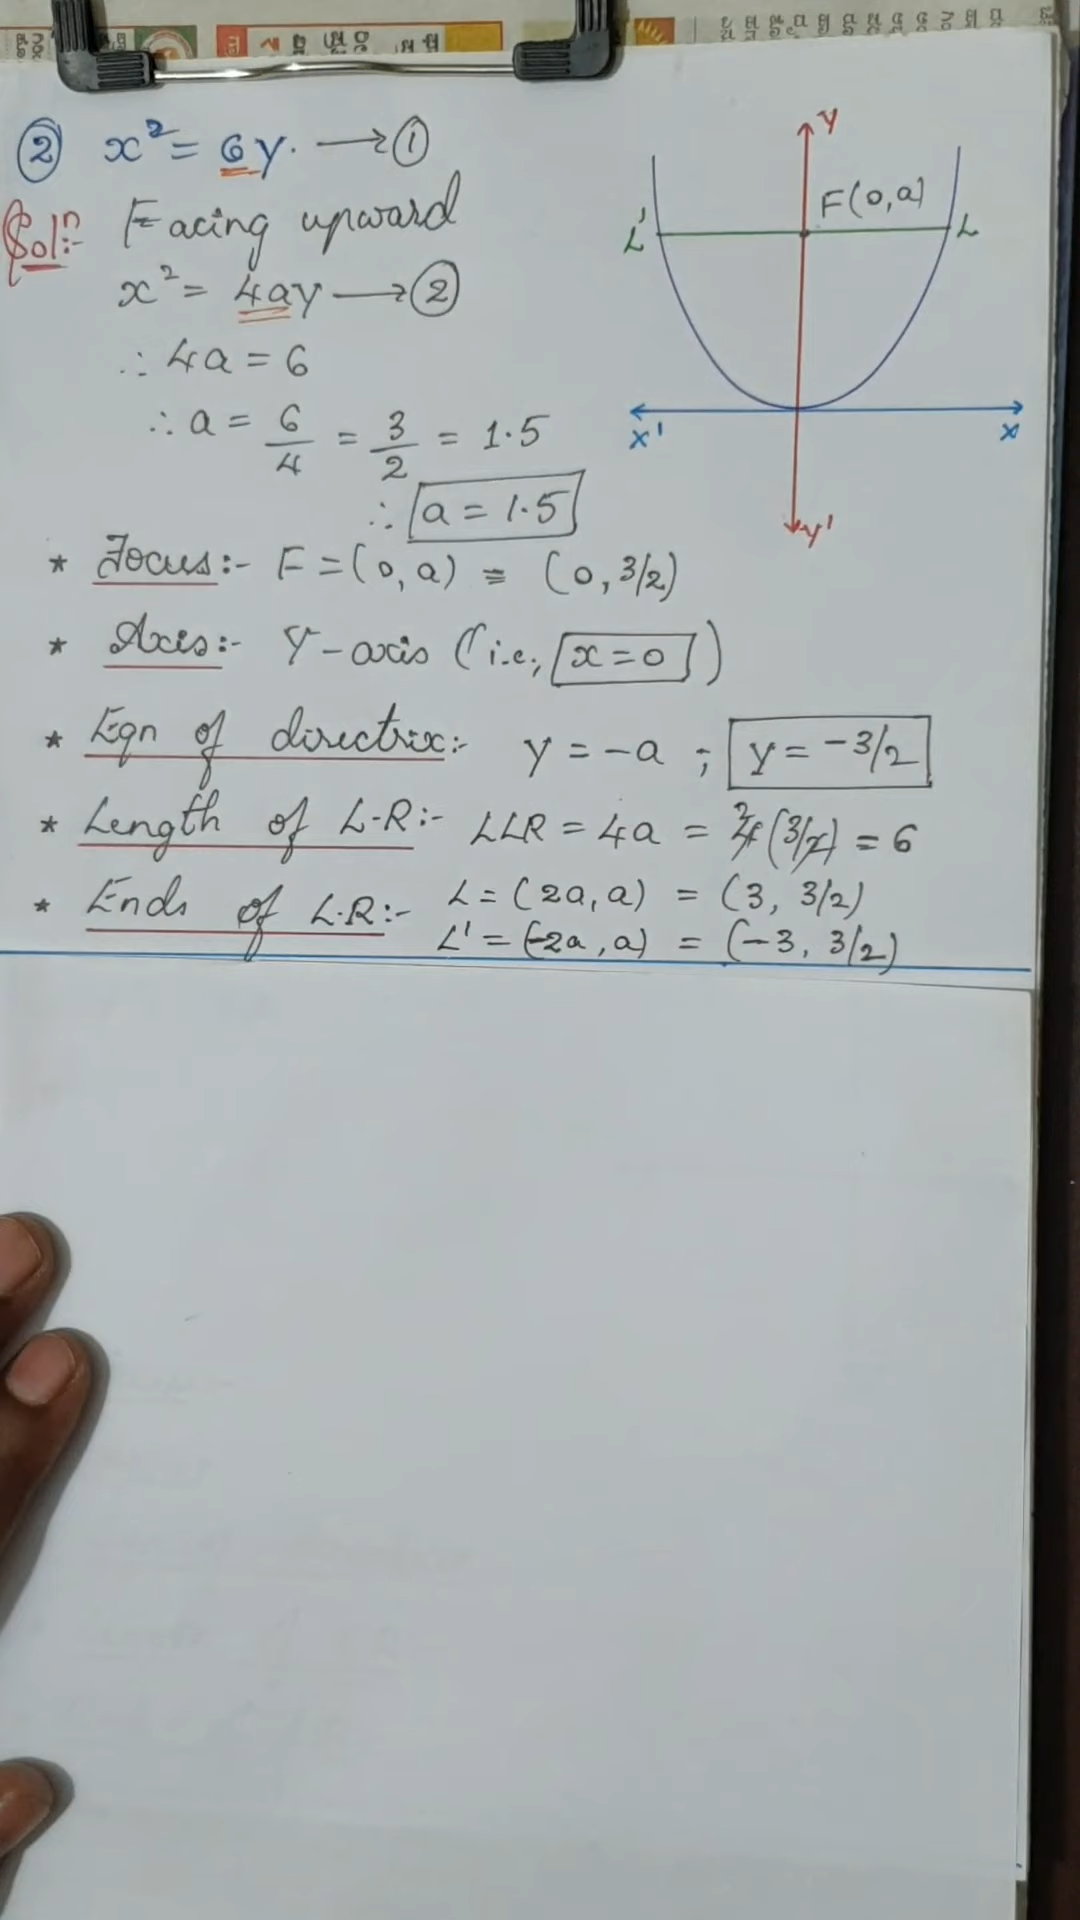 ② x² = 6y. → ①
Solⁿ:- Facing upward
x² = 4ay → ②
∴ 4a = 6
∴ a = 6/4 = 3/2 = 1.5
∴ a = 1.5
* Focus:- F = (0, a) = (0, 3/2)
* Axis:- Y-axis (i.e., x = 0)
* Eqn of directrix:- y = -a ; y = -3/2
* Length of L.R:- LLR = 4a = 4 2 (3/2) = 6
* Ends of L.R:- L = (2a, a) = (3, 3/2)
L' = (-2a, a) = (-3, 3/2)
Y
F(0, a)
L'
L
X'
X
Y'